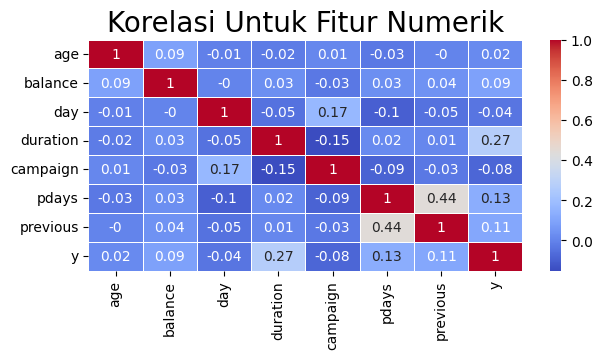 Korelasi Untuk Fitur Numerik
age 1 0.09 -0.01 -0.02 0.01 -0.03 -0 0.02
balance 0.09 1 -0 0.03 -0.03 0.03 0.04 0.09
day -0.01 -0 1 -0.05 0.17 -0.1 -0.05 -0.04
duration -0.02 0.03 -0.05 1 -0.15 0.02 0.01 0.27
campaign 0.01 -0.03 0.17 -0.15 1 -0.09 -0.03 -0.08
pdays -0.03 0.03 -0.1 0.02 -0.09 1 0.44 0.13
previous -0 0.04 -0.05 0.01 -0.03 0.44 1 0.11
y 0.02 0.09 -0.04 0.27 -0.08 0.13 0.11 1
age balance day duration campaign pdays previous y
1.0
0.8
0.6
0.4
0.2
0.0